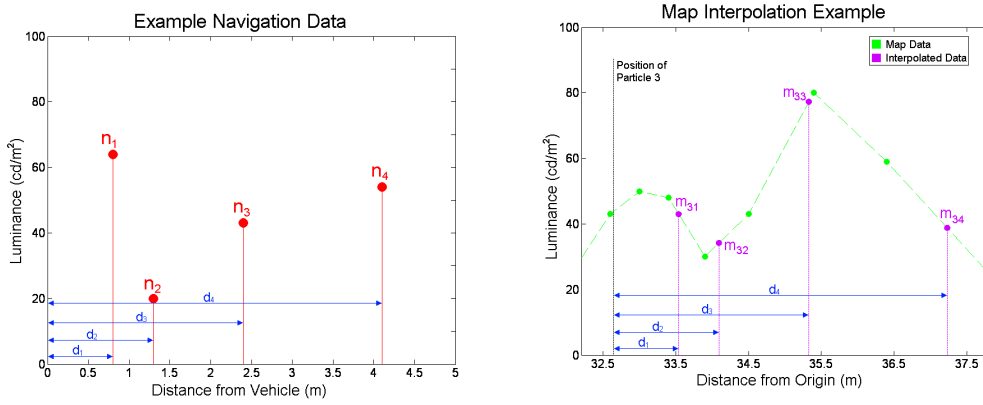 Example Navigation Data
100
80
60
40
20
0
Luminance (cd/m²)
n1
n2
n3
n4
d4
d3
d2
d1
0 0.5 1 1.5 2 2.5 3 3.5 4 4.5 5
Distance from Vehicle (m)
Map Interpolation Example
100
80
60
40
20
0
Luminance (cd/m²)
Position of
Particle 3
Map Data
Interpolated Data
m33
m31
m32
m34
d4
d3
d2
d1
32.5 33.5 34.5 35.5 36.5 37.5
Distance from Origin (m)